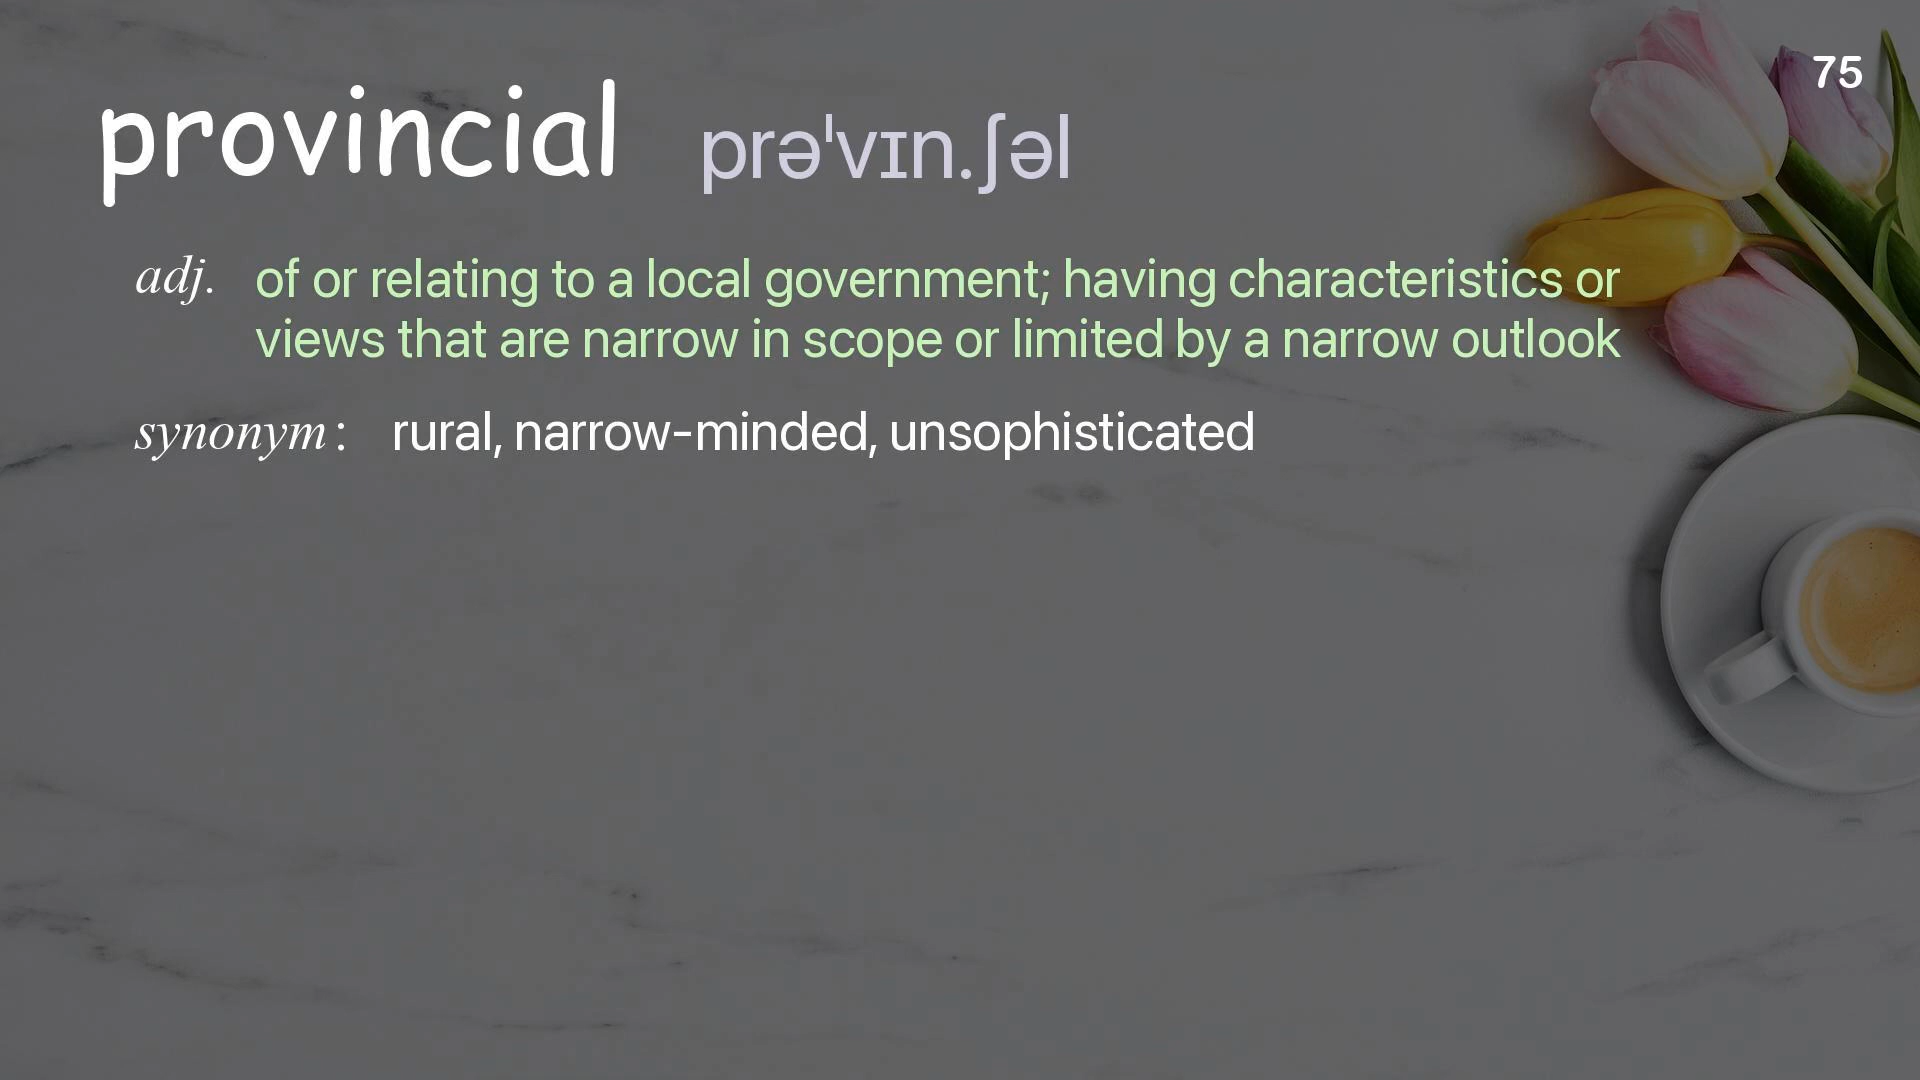 75
provincial prəˈvɪn.ʃəl
adj. of or relating to a local government; having characteristics or
views that are narrow in scope or limited by a narrow outlook
synonym: rural, narrow-minded, unsophisticated